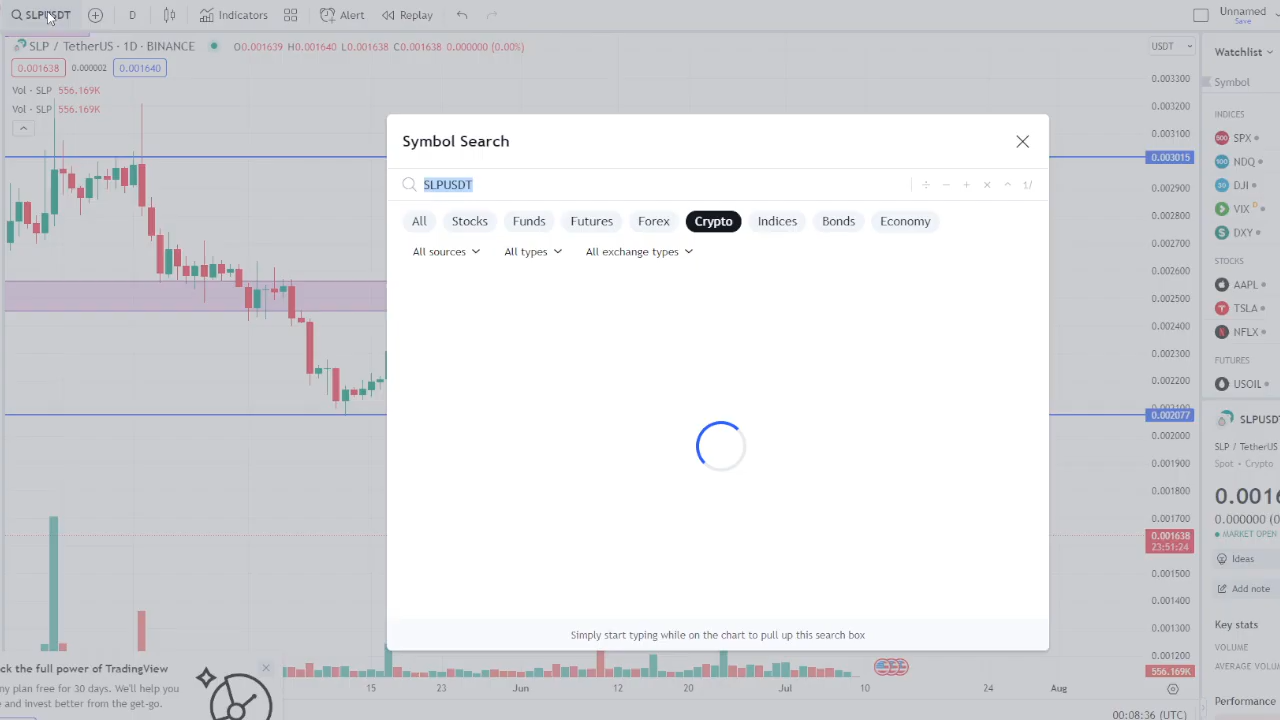 SLPUSDT D Indicators Alert Replay Unnamed
Save
SLP / TetherUS · 1D · BINANCE O0.001639 H0.001640 L0.001638 C0.001638 0.000000 (0.00%)
0.001638 0.000002 0.001640
Vol · SLP 556.169K
Vol · SLP 556.169K
USDT
0.003300
0.003200
0.003100
0.003015
0.002900
0.002800
0.002700
0.002600
0.002500
0.002400
0.002300
0.002200
0.002077
0.002000
0.001900
0.001800
0.001700
0.001638
23:51:24
0.001500
0.001400
0.001300
0.001200
556.169K
Symbol Search
SLPUSDT
÷ − + × ^ 1/
All Stocks Funds Futures Forex Crypto Indices Bonds Economy
All sources All types All exchange types
Simply start typing while on the chart to pull up this search box
Watchlist
Symbol
INDICES
500 SPX
100 NDQ
30 DJI
VIX D
$ DXY
STOCKS
AAPL
TSLA
NFLX
FUTURES
USOIL
SLPUSDT
SLP / TetherUS
Spot • Crypto
0.0016
0.000000 (0
MARKET OPEN
Ideas
Add note
Key stats
VOLUME
AVERAGE VOLU
Performance
ck the full power of TradingView
ny plan free for 30 days. We'll help you
e and invest better from the get-go.
15 23 Jun 12 20 Jul 10 24 Aug
00:08:36 (UTC)